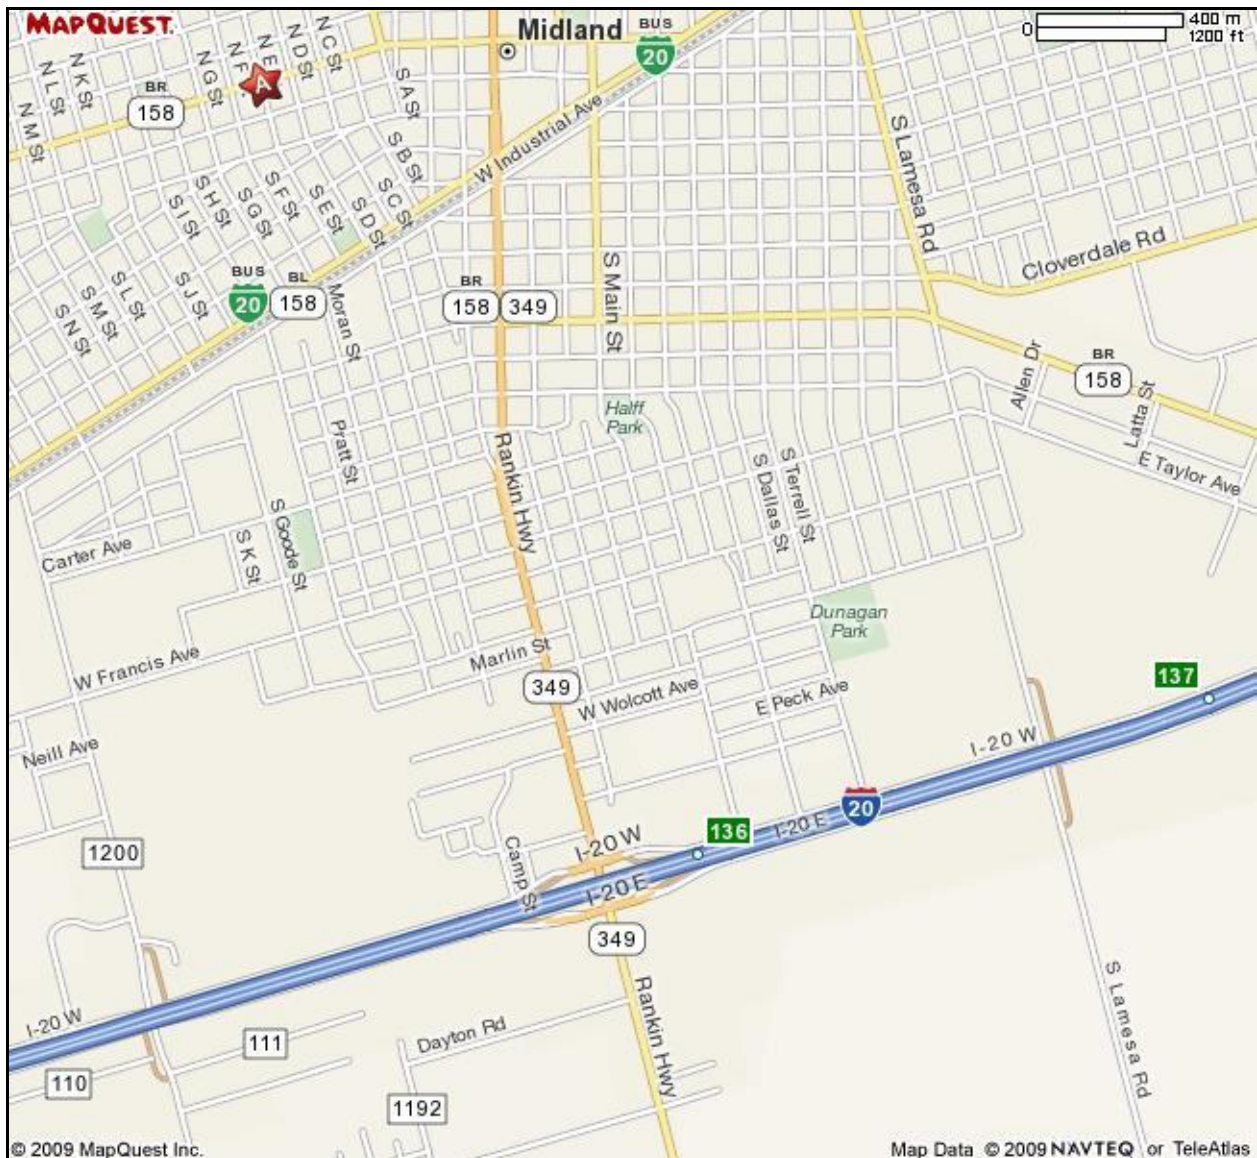 MAPQUEST.
Midland
BUS
20
0
400 m
1200 ft
N M St
N L St
N K St
N G St
N F
N E
N D St
N C St
A
BR
158
S A St
S B St
S C St
S D St
S E St
S F St
S G St
S H St
S I St
S J St
S L St
S M St
S N St
W Industrial Ave
S Lamesa Rd
Cloverdale Rd
BUS
20
BL
158
Moran St
BR
158
349
S Main St
BR
158
Allen Dr
Latta St
E Taylor Ave
Halff
Park
Pratt St
Rankin Hwy
S Dallas St
S Terrell St
S Goode St
S K St
Carter Ave
Dunagan
Park
W Francis Ave
Marlin St
349
W Wolcott Ave
E Peck Ave
137
I-20 W
Neill Ave
20
136
I-20 E
1200
Camp St
I-20 W
I-20 E
349
Rankin Hwy
S Lamesa Rd
I-20 W
111
110
Dayton Rd
1192
© 2009 MapQuest Inc.
Map Data © 2009 NAVTEQ or TeleAtlas